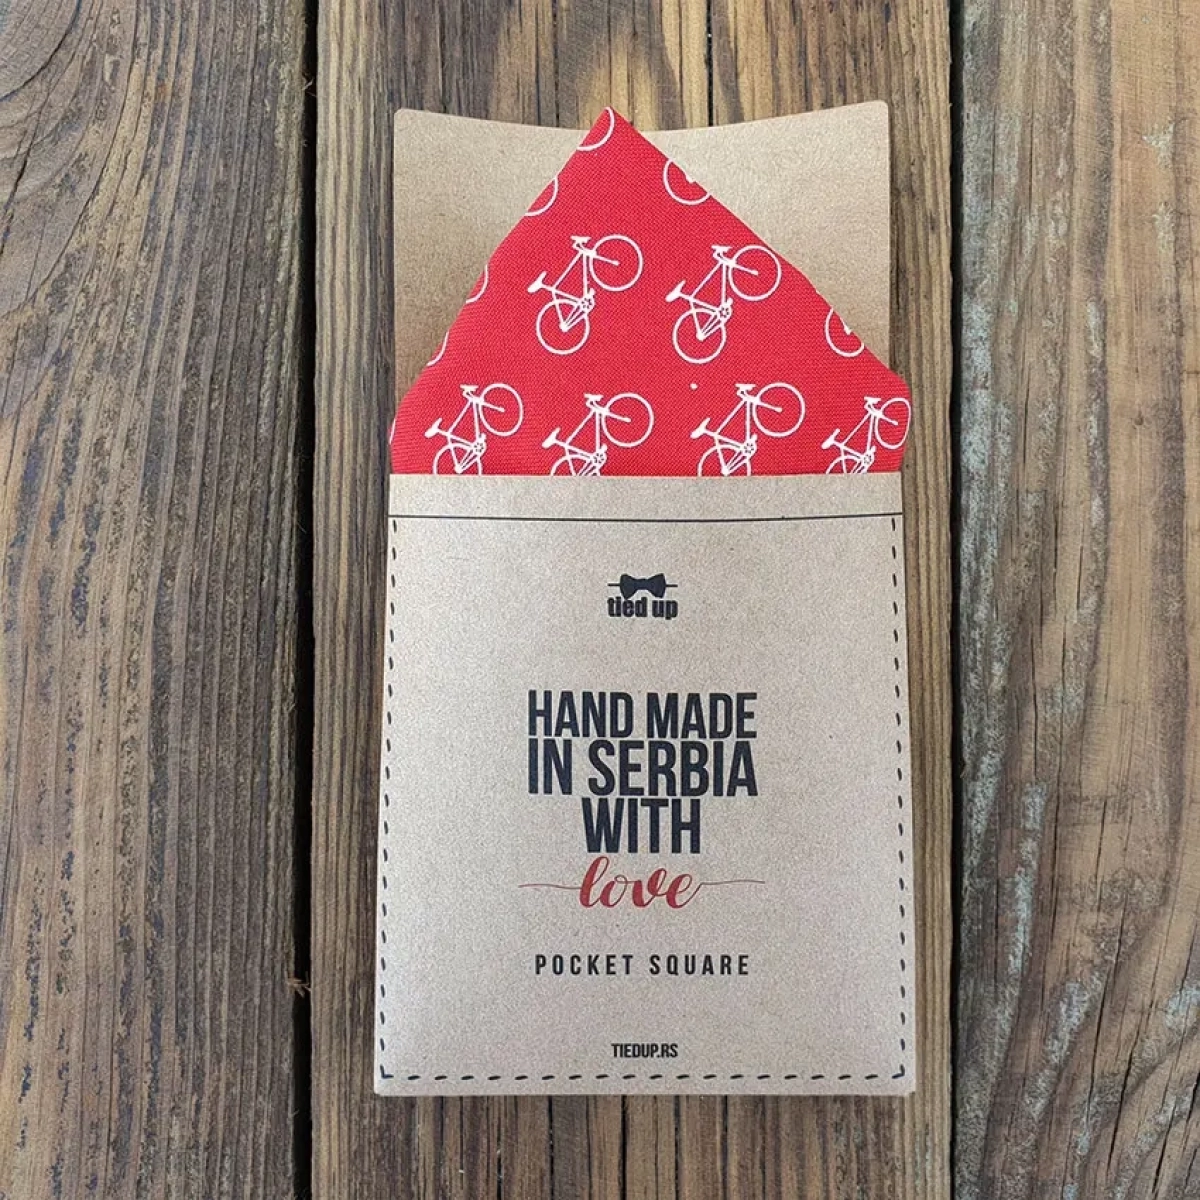 tied up
HAND MADE
IN SERBIA
WITH
love
POCKET SQUARE
TIEDUP.RS